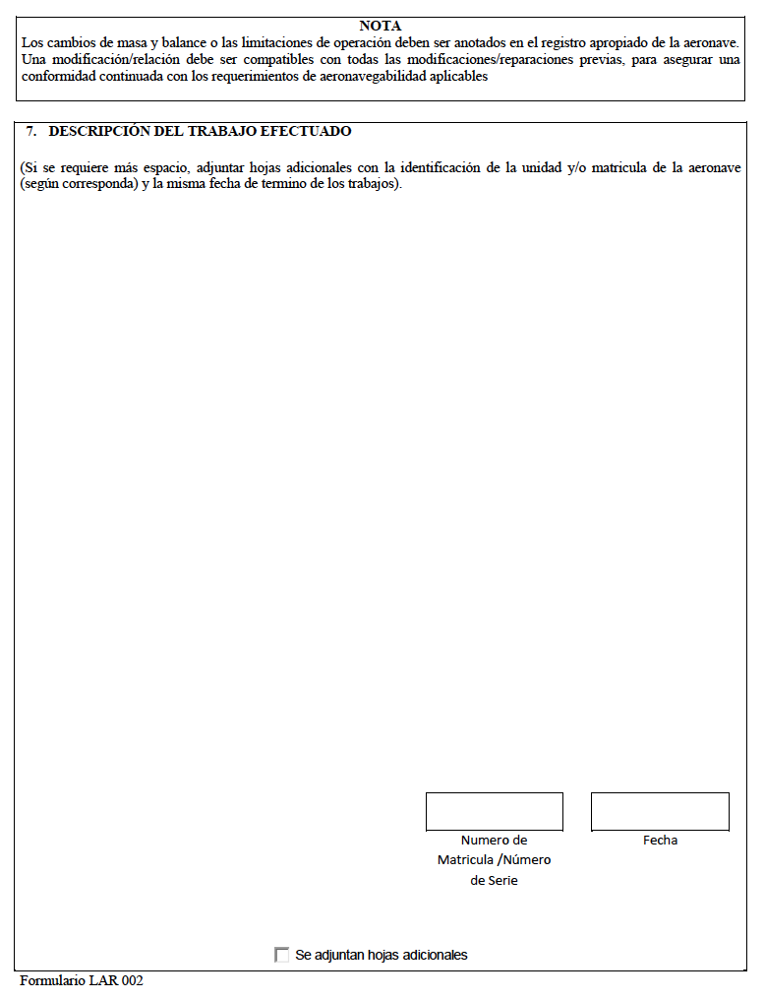 NOTA
Los cambios de masa y balance o las limitaciones de operación deben ser anotados en el registro apropiado de la aeronave.
Una modificación/relación debe ser compatibles con todas las modificaciones/reparaciones previas, para asegurar una
conformidad continuada con los requerimientos de aeronavegabilidad aplicables
7. DESCRIPCIÓN DEL TRABAJO EFECTUADO
(Si se requiere más espacio, adjuntar hojas adicionales con la identificación de la unidad y/o matricula de la aeronave
(según corresponda) y la misma fecha de termino de los trabajos).
Numero de
Matricula /Número
de Serie
Fecha
Se adjuntan hojas adicionales
Formulario LAR 002